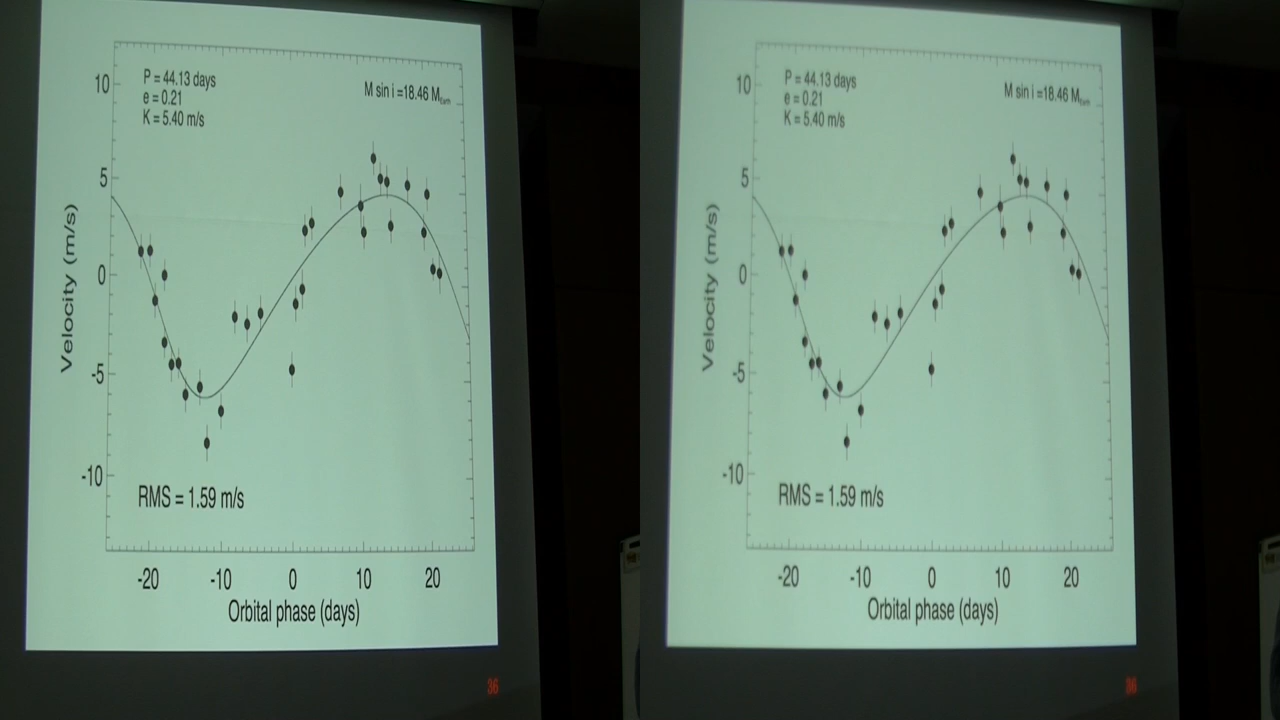 P = 44.13 days
e = 0.21
K = 5.40 m/s
M sin i =18.46 M
10
5
0
-5
-10
Velocity (m/s)
RMS = 1.59 m/s
-20 -10 0 10 20
Orbital phase (days)
36
P = 44.13 days
e = 0.21
K = 5.40 m/s
M sin i =18.46 M
10
5
0
-5
-10
Velocity (m/s)
RMS = 1.59 m/s
-20 -10 0 10 20
Orbital phase (days)
36